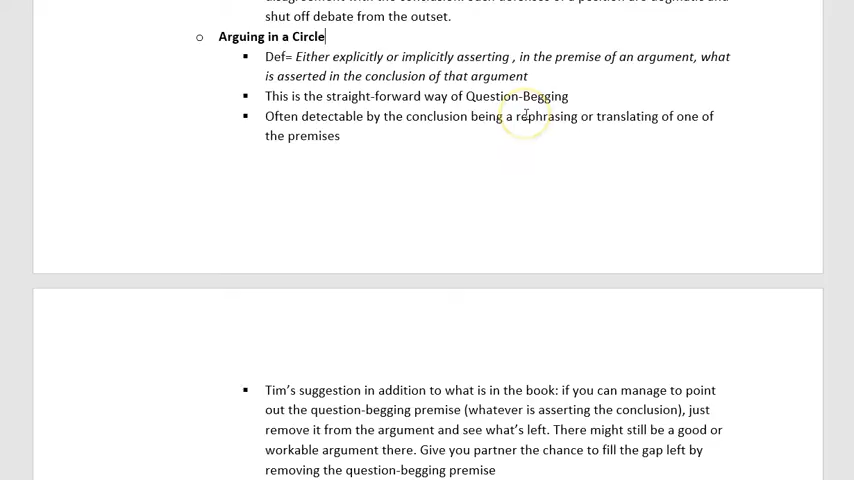 shut off debate from the outset.
Arguing in a Circle
Def= Either explicitly or implicitly asserting , in the premise of an argument, what
is asserted in the conclusion of that argument
This is the straight-forward way of Question-Begging
Often detectable by the conclusion being a rephrasing or translating of one of
the premises
Tim's suggestion in addition to what is in the book: if you can manage to point
out the question-begging premise (whatever is asserting the conclusion), just
remove it from the argument and see what's left. There might still be a good or
workable argument there. Give you partner the chance to fill the gap left by
removing the question-begging premise